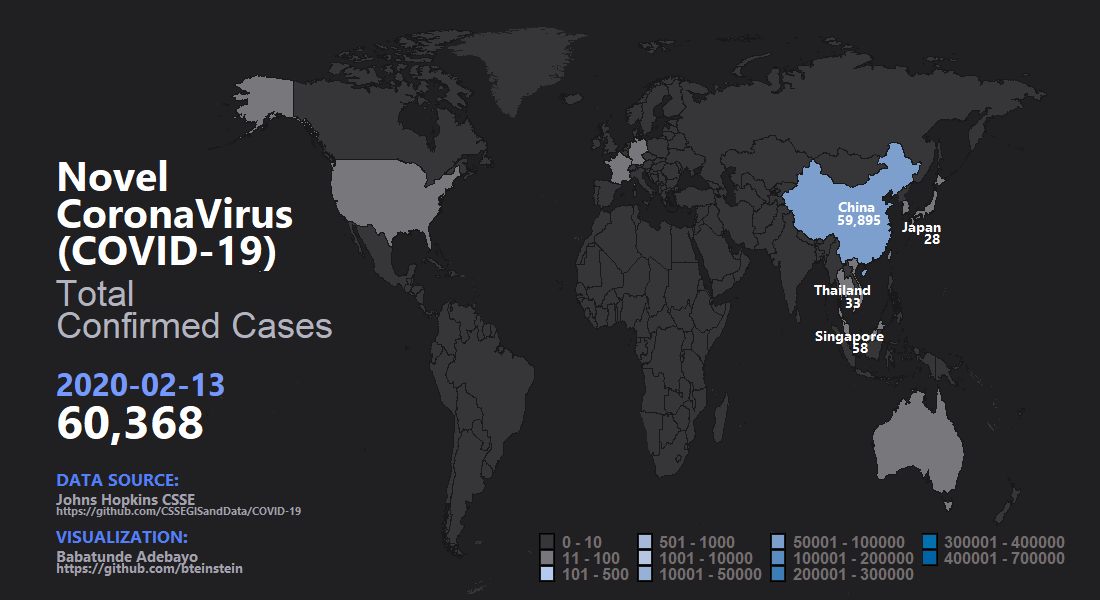 Novel
CoronaVirus
(COVID-19)
Total
Confirmed Cases
2020-02-13
60,368
DATA SOURCE:
Johns Hopkins CSSE
https://github.com/CSSEGISandData/COVID-19
VISUALIZATION:
Babatunde Adebayo
https://github.com/bteinstein
China
59,895
Japan
28
Thailand
33
Singapore
58
0 - 10
11 - 100
101 - 500
501 - 1000
1001 - 10000
10001 - 50000
50001 - 100000
100001 - 200000
200001 - 300000
300001 - 400000
400001 - 700000